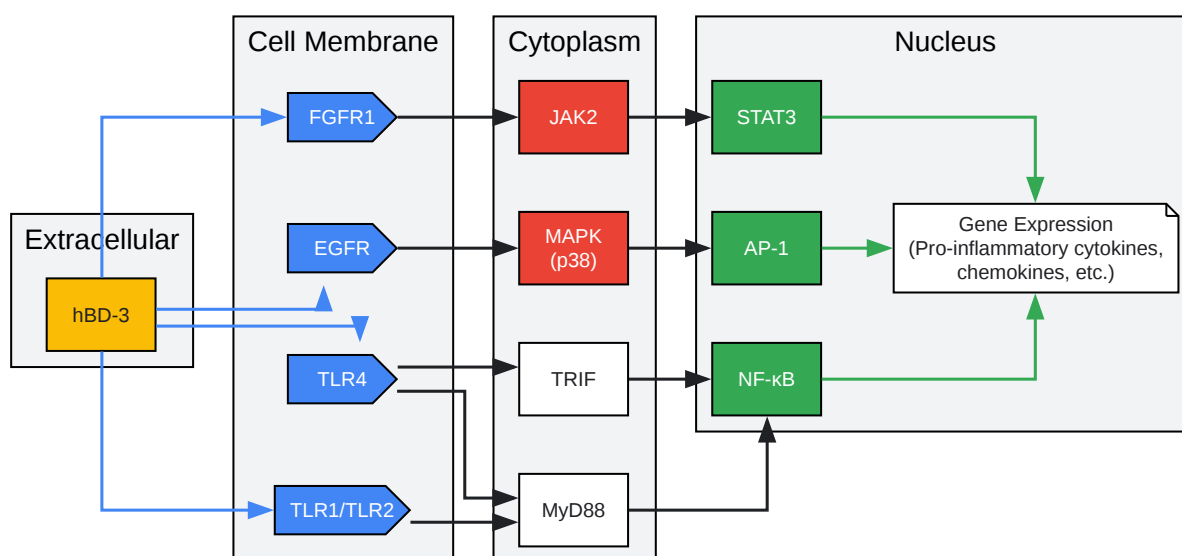 Cell Membrane
Cytoplasm
Nucleus
FGFR1
JAK2
STAT3
Extracellular
EGFR
MAPK
(p38)
AP-1
Gene Expression
(Pro-inflammatory cytokines,
chemokines, etc.)
hBD-3
TLR4
TRIF
NF-κB
TLR1/TLR2
MyD88